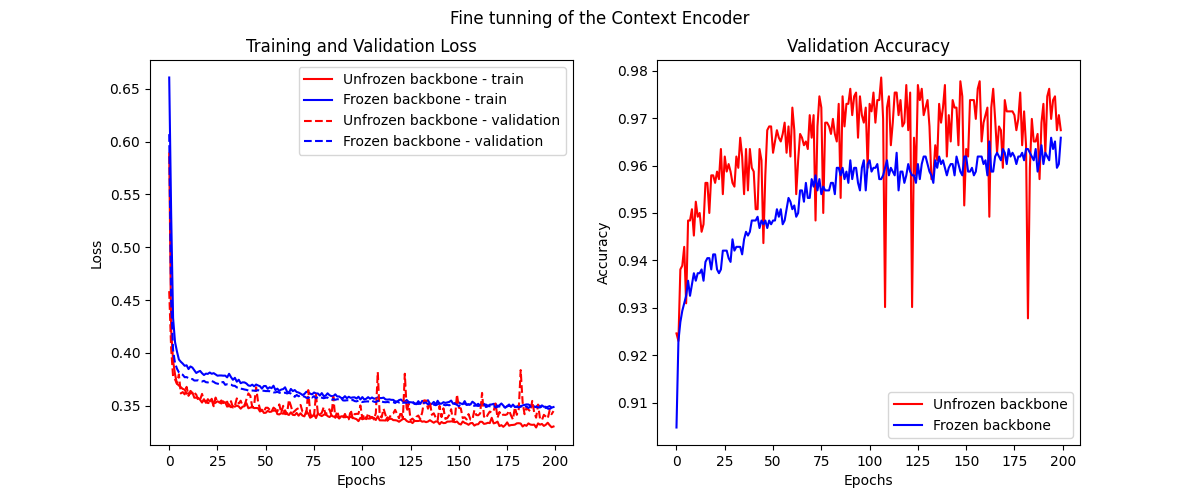 Fine tunning of the Context Encoder
Training and Validation Loss
Loss
0.65
0.60
0.55
0.50
0.45
0.40
0.35
Unfrozen backbone - train
Frozen backbone - train
Unfrozen backbone - validation
Frozen backbone - validation
0 25 50 75 100 125 150 175 200
Epochs
Validation Accuracy
Accuracy
0.98
0.97
0.96
0.95
0.94
0.93
0.92
0.91
Unfrozen backbone
Frozen backbone
0 25 50 75 100 125 150 175 200
Epochs